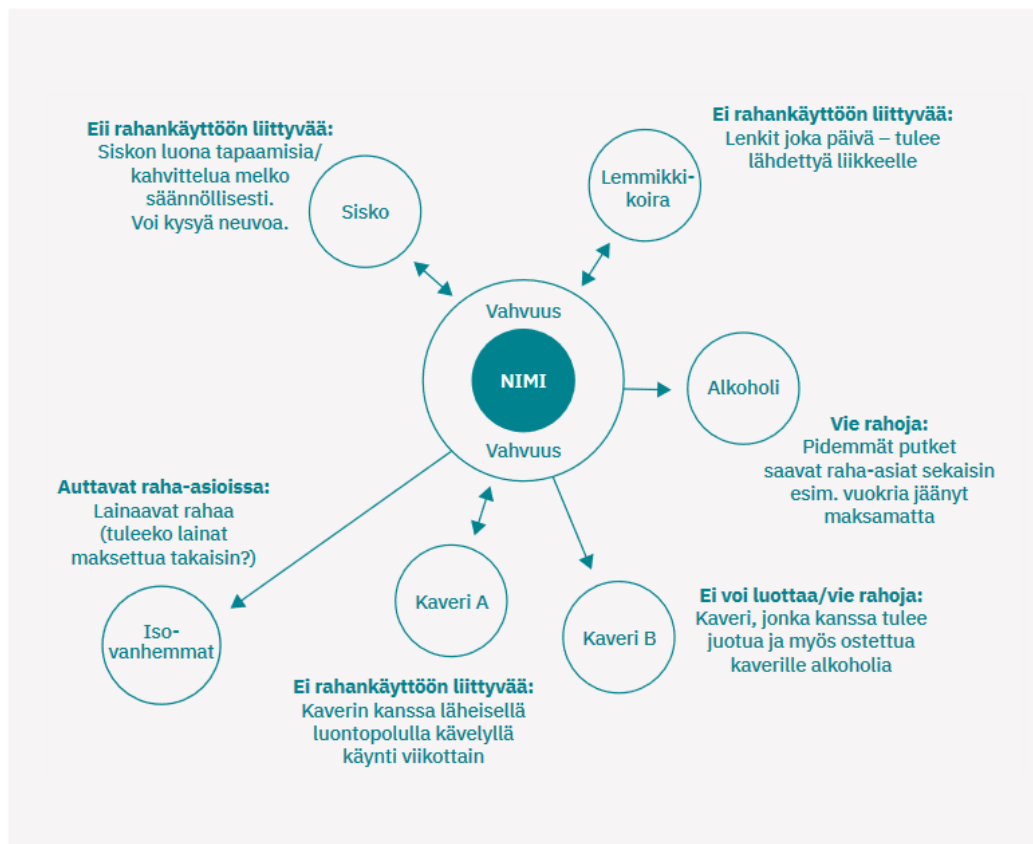 Eii rahankäyttöön liittyvää:
Siskon luona tapaamisia/
kahvittelua melko
säännöllisesti.
Voi kysyä neuvoa.
Sisko
Ei rahankäyttöön liittyvää:
Lenkit joka päivä – tulee
lähdettyä liikkeelle
Lemmikki-
koira
Vahvuus
NIMI
Vahvuus
Alkoholi
Vie rahoja:
Pidemmät putket
saavat raha-asiat sekaisin
esim. vuokria jäänyt
maksamatta
Auttavat raha-asioissa:
Lainaavat rahaa
(tuleeko lainat
maksettua takaisin?)
Iso-
vanhemmat
Kaveri A
Ei rahankäyttöön liittyvää:
Kaverin kanssa läheisellä
luontopolulla kävelyllä
käynti viikottain
Kaveri B
Ei voi luottaa/vie rahoja:
Kaveri, jonka kanssa tulee
juotua ja myös ostettua
kaverille alkoholia